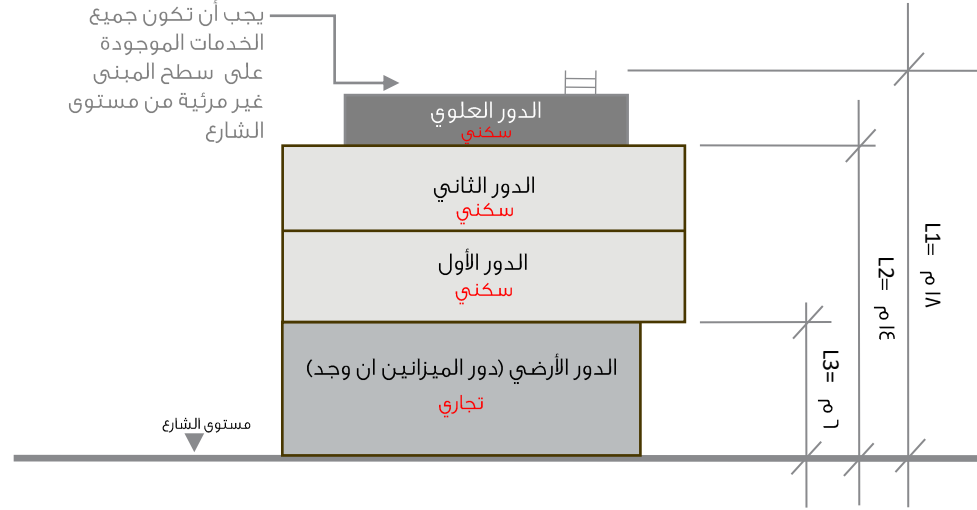 يجب أن تكون جميع
الخدمات الموجودة
على سطح المبنى
غير مرئية من مستوى
الشارع
الدور العلوي
سكني
الدور الثاني
سكني
الدور الأول
سكني
الدور الأرضي (دور الميزانين ان وجد)
تجاري
مستوى الشارع
L1= ١٨ م
L2= ١٤ م
L3= ٦ م